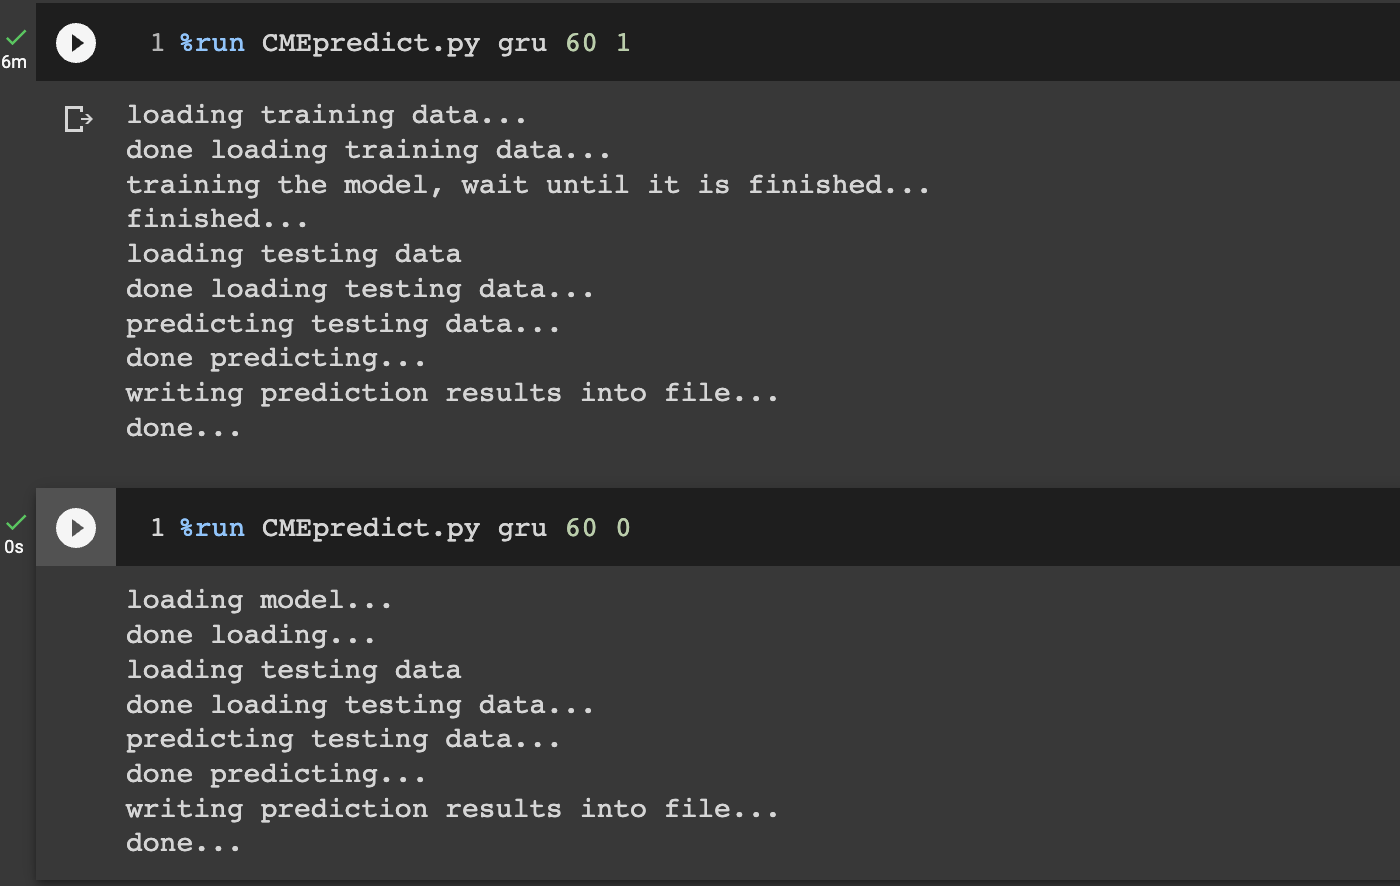 6m
1 %run CMEpredict.py gru 60 1
loading training data...
done loading training data...
training the model, wait until it is finished...
finished...
loading testing data
done loading testing data...
predicting testing data...
done predicting...
writing prediction results into file...
done...
0s
1 %run CMEpredict.py gru 60 0
loading model...
done loading...
loading testing data
done loading testing data...
predicting testing data...
done predicting...
writing prediction results into file...
done...